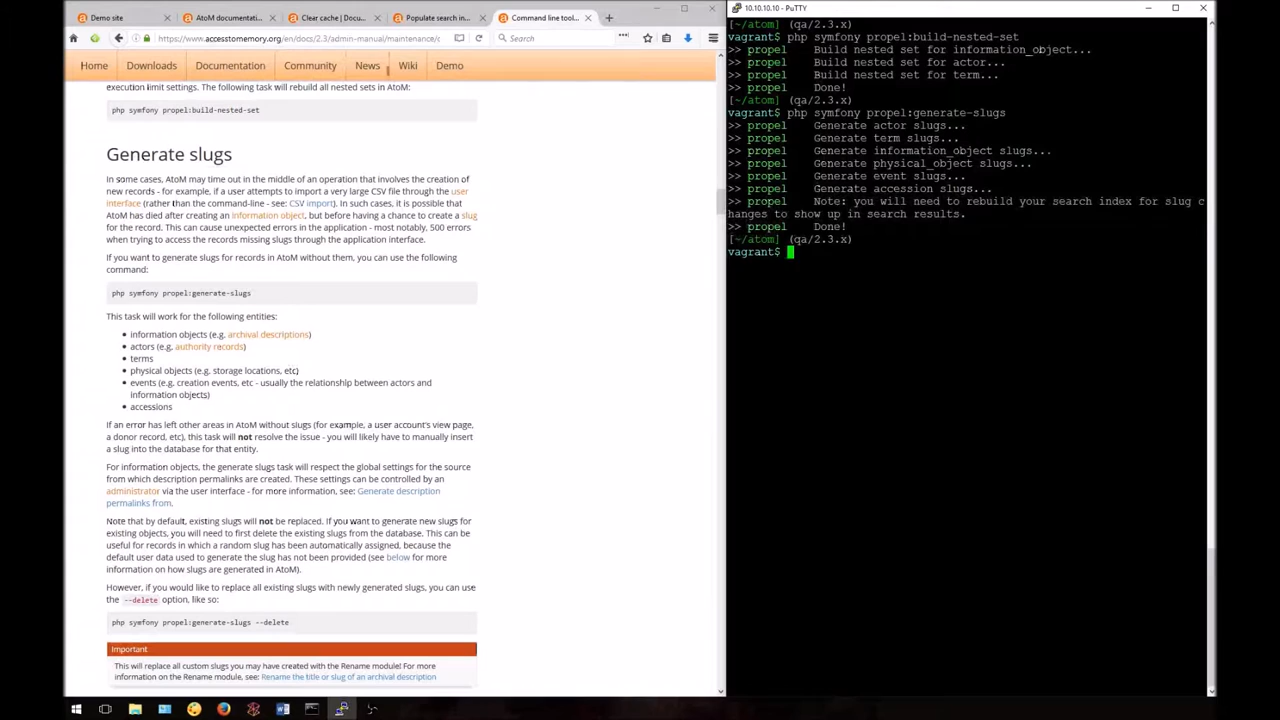 Demo site
AtoM documentati...
Clear cache | Docu...
Populate search in...
Command line tool...
https://www.accesstomemory.org/en/docs/2.3/admin-manual/maintenance/c
Search
Home
Downloads
Documentation
Community
News
Wiki
Demo
execution limit settings. The following task will rebuild all nested sets in AtoM:
php symfony propel:build-nested-set
Generate slugs
In some cases, AtoM may time out in the middle of an operation that involves the creation of
new records - for example, if a user attempts to import a very large CSV file through the user
interface (rather than the command-line - see: CSV import). In such cases, it is possible that
AtoM has died after creating an information object, but before having a chance to create a slug
for the record. This can cause unexpected errors in the application - most notably, 500 errors
when trying to access the records missing slugs through the application interface.
If you want to generate slugs for records in AtoM without them, you can use the following
command:
php symfony propel:generate-slugs
This task will work for the following entities:
information objects (e.g. archival descriptions)
actors (e.g. authority records)
terms
physical objects (e.g. storage locations, etc)
events (e.g. creation events, etc - usually the relationship between actors and
information objects)
accessions
If an error has left other areas in AtoM without slugs (for example, a user account's view page,
a donor record, etc), this task will not resolve the issue - you will likely have to manually insert
a slug into the database for that entity.
For information objects, the generate slugs task will respect the global settings for the source
from which description permalinks are created. These settings can be controlled by an
administrator via the user interface - for more information, see: Generate description
permalinks from.
Note that by default, existing slugs will not be replaced. If you want to generate new slugs for
existing objects, you will need to first delete the existing slugs from the database. This can be
useful for records in which a random slug has been automatically assigned, because the
default user data used to generate the slug has not been provided (see below for more
information on how slugs are generated in AtoM).
However, if you would like to replace all existing slugs with newly generated slugs, you can use
the --delete option, like so:
php symfony propel:generate-slugs --delete
Important
This will replace all custom slugs you may have created with the Rename module! For more
information on the Rename module, see: Rename the title or slug of an archival description
10.10.10.10 - PuTTY
[~/atom] (qa/2.3.x)
vagrant$ php symfony propel:build-nested-set
>> propel Build nested set for information_object...
>> propel Build nested set for actor...
>> propel Build nested set for term...
>> propel Done!
[~/atom] (qa/2.3.x)
vagrant$ php symfony propel:generate-slugs
>> propel Generate actor slugs...
>> propel Generate term slugs...
>> propel Generate information_object slugs...
>> propel Generate physical_object slugs...
>> propel Generate event slugs...
>> propel Generate accession slugs...
>> propel Note: you will need to rebuild your search index for slug c
hanges to show up in search results.
>> propel Done!
[~/atom] (qa/2.3.x)
vagrant$